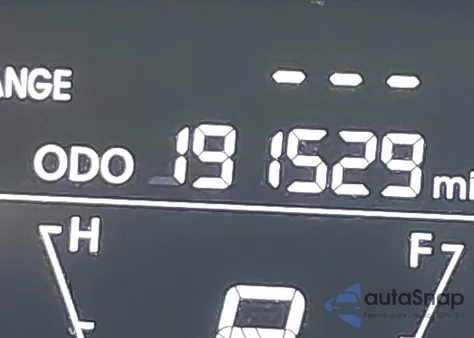 ANGE
---
ODO 191529 mi
H F
autaSnap